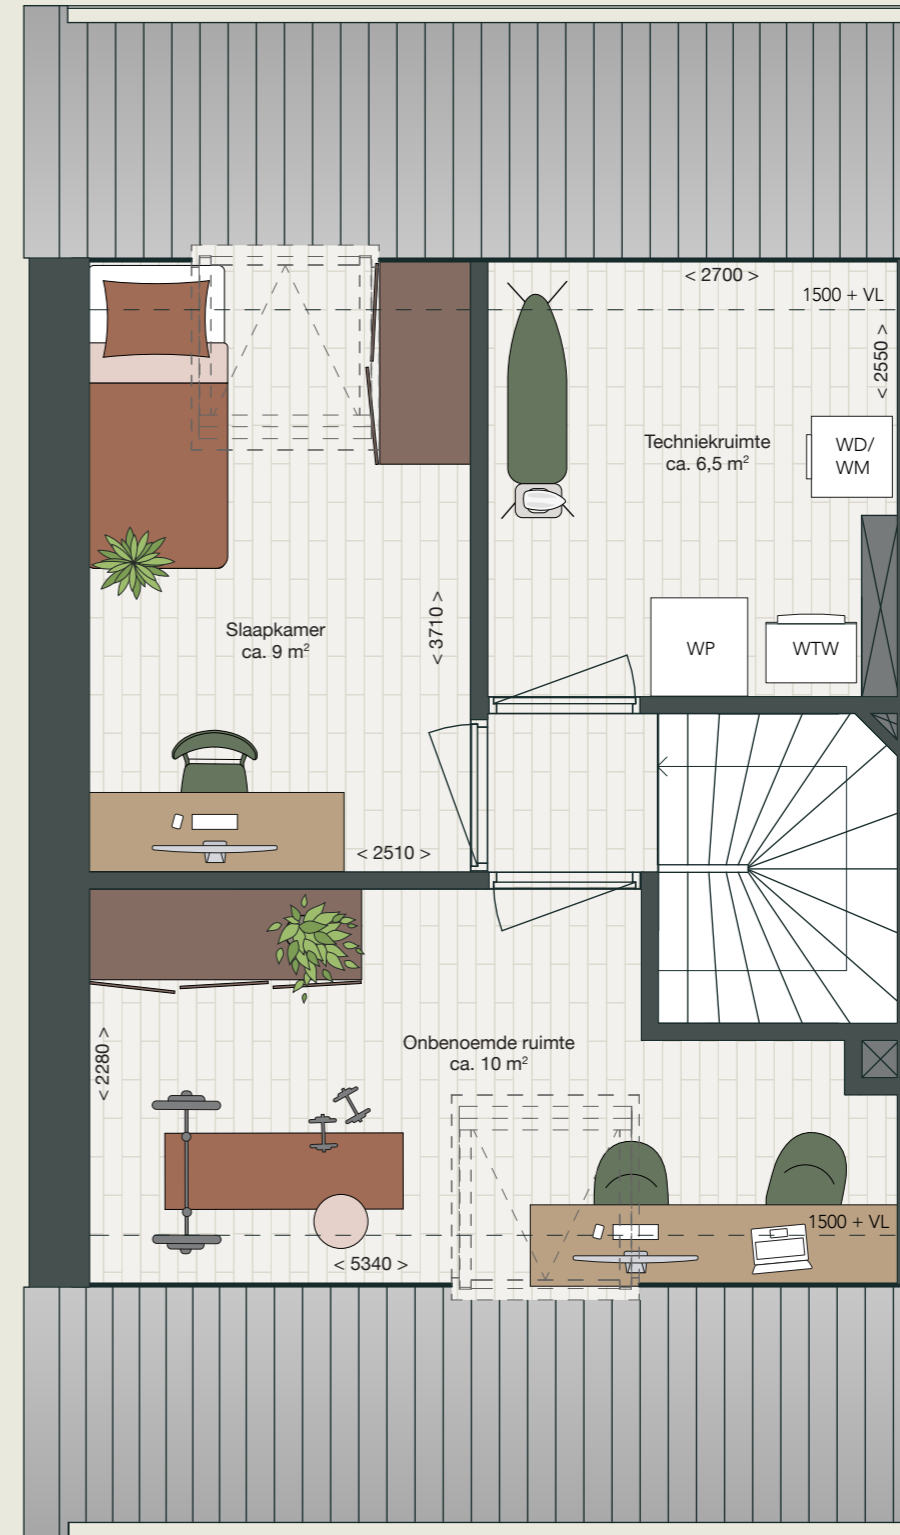 < 2700 >
1500 + VL
< 2550 >
Techniekruimte
ca. 6,5 m²
WD/
WM
Slaapkamer
ca. 9 m²
< 3710 >
WP
WTW
< 2510 >
Onbenoemde ruimte
ca. 10 m²
< 2280 >
1500 + VL
< 5340 >